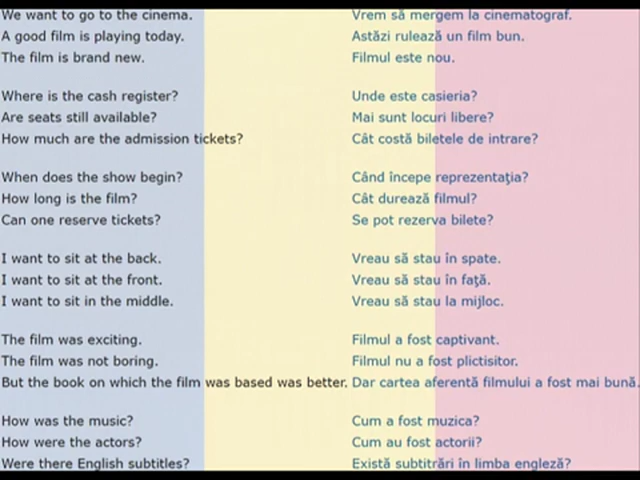 We want to go to the cinema. Vrem să mergem la cinematograf.
A good film is playing today. Astăzi rulează un film bun.
The film is brand new. Filmul este nou.
Where is the cash register? Unde este casieria?
Are seats still available? Mai sunt locuri libere?
How much are the admission tickets? Cât costă biletele de intrare?
When does the show begin? Când începe reprezentaţia?
How long is the film? Cât durează filmul?
Can one reserve tickets? Se pot rezerva bilete?
I want to sit at the back. Vreau să stau în spate.
I want to sit at the front. Vreau să stau în faţă.
I want to sit in the middle. Vreau să stau la mijloc.
The film was exciting. Filmul a fost captivant.
The film was not boring. Filmul nu a fost plictisitor.
But the book on which the film was based was better. Dar cartea aferentă filmului a fost mai bună.
How was the music? Cum a fost muzica?
How were the actors? Cum au fost actorii?
Were there English subtitles? Există subtitrări în limba engleză?